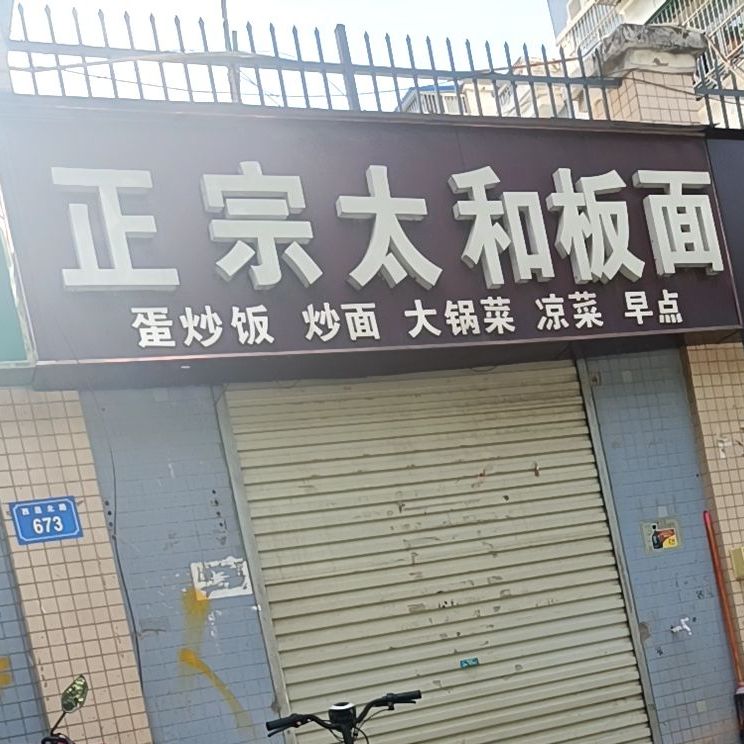 正宗太和板面
蛋炒饭 炒面 大锅菜 凉菜 早点
673